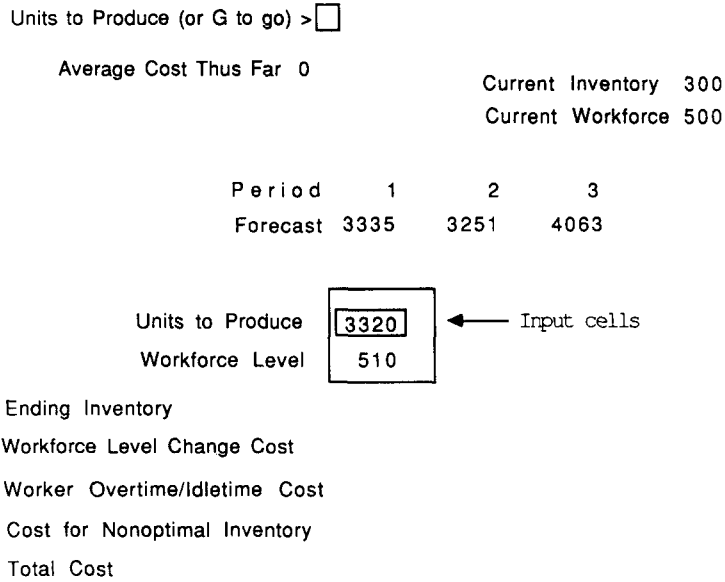 Units to Produce (or G to go) >
Average Cost Thus Far 0
Current Inventory 300
Current Workforce 500
Period 1 2 3
Forecast 3335 3251 4063
Units to Produce 3320 Input cells
Workforce Level 510
Ending Inventory
Workforce Level Change Cost
Worker Overtime/Idletime Cost
Cost for Nonoptimal Inventory
Total Cost